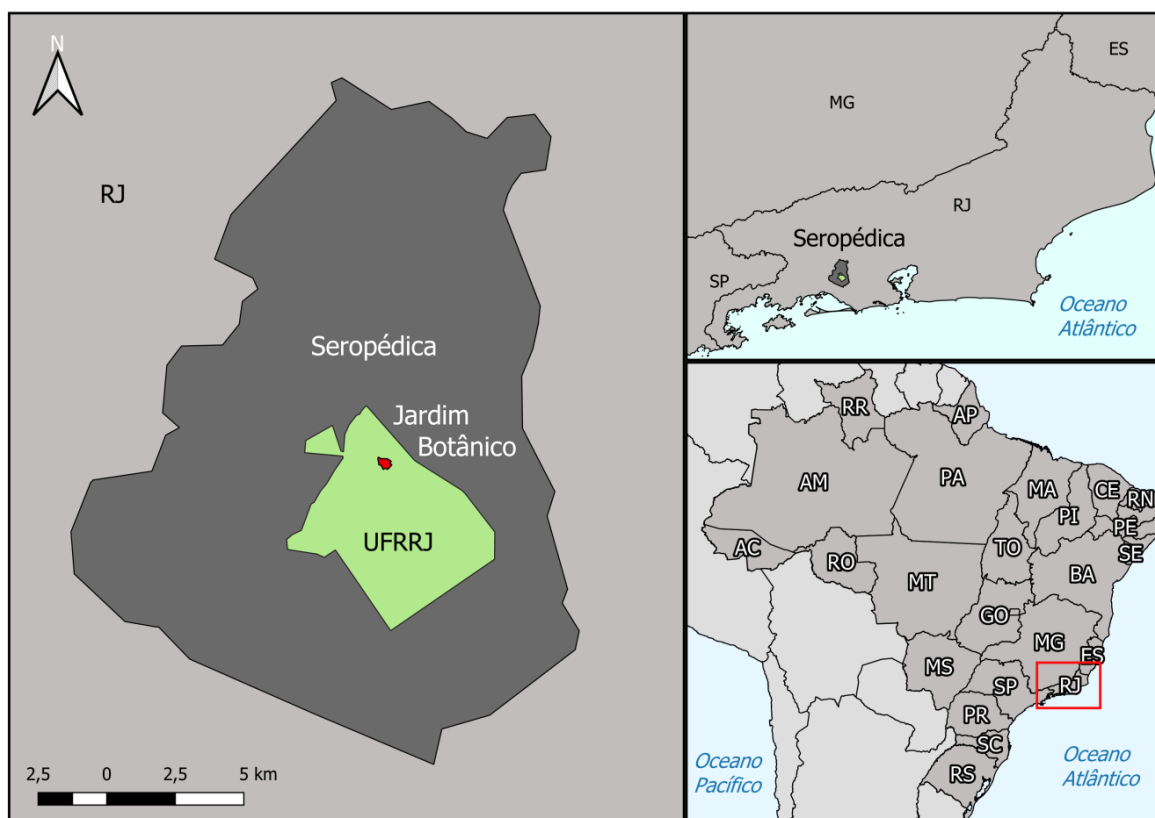 N
RJ
Seropédica
Jardim
Botânico
UFRRJ
2,5 0 2,5 5 km
ES
MG
RJ
Seropédica
SP
Oceano
Atlântico
RR
AP
AM
PA
MA
CE
RN
PI
PE
AC
TO
SE
RO
BA
MT
GO
MG
ES
MS
SP
RJ
PR
SC
Oceano
Pacífico
RS
Oceano
Atlântico